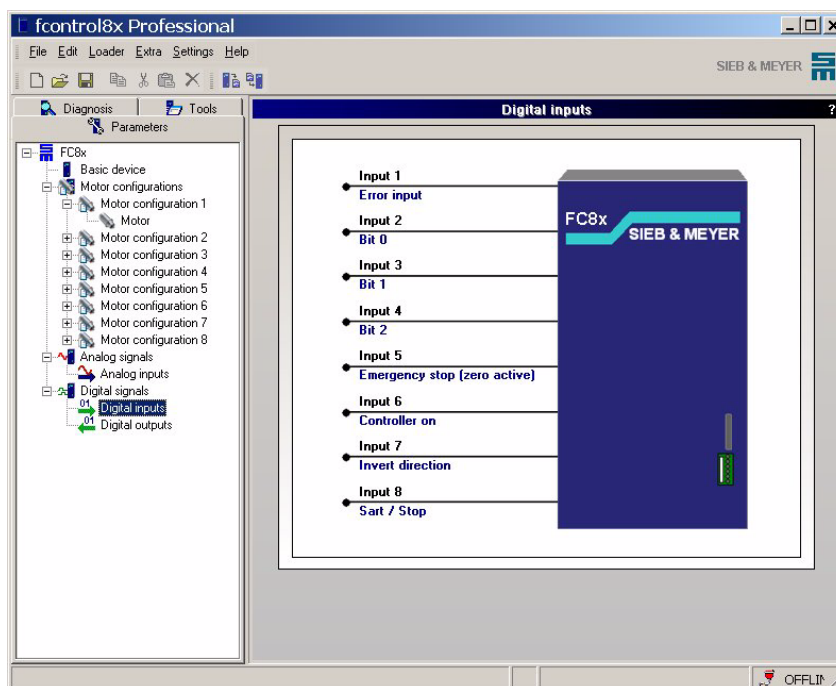 fcontrol8x Professional
File Edit Loader Extra Settings Help
SIEB & MEYER
Diagnosis Tools
Parameters
Digital inputs ?
FC8x
Basic device
Motor configurations
Motor configuration 1
Motor
Motor configuration 2
Motor configuration 3
Motor configuration 4
Motor configuration 5
Motor configuration 6
Motor configuration 7
Motor configuration 8
Analog signals
Analog inputs
Digital signals
01 Digital inputs
01 Digital outputs
Input 1
Error input
Input 2
Bit 0
Input 3
Bit 1
Input 4
Bit 2
Input 5
Emergency stop (zero active)
Input 6
Controller on
Input 7
Invert direction
Input 8
Sart / Stop
FC8x
SIEB & MEYER